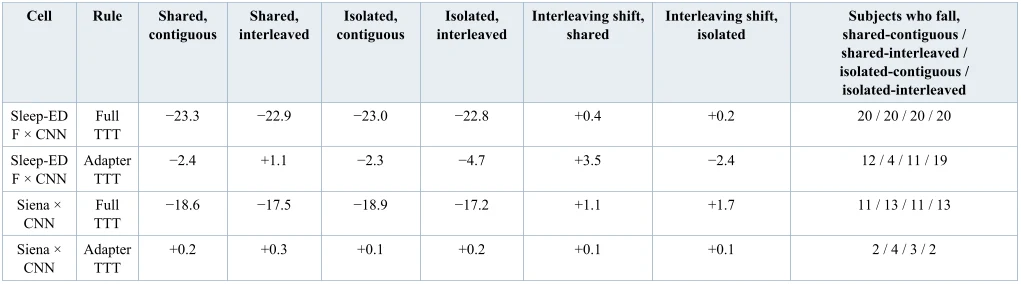 Cell Rule Shared, contiguous Shared, interleaved Isolated, contiguous Isolated, interleaved Interleaving shift, shared Interleaving shift, isolated Subjects who fall, shared-contiguous / shared-interleaved / isolated-contiguous / isolated-interleaved
Sleep-EDF × CNN Full TTT −23.3 −22.9 −23.0 −22.8 +0.4 +0.2 20 / 20 / 20 / 20
Sleep-EDF × CNN Adapter TTT −2.4 +1.1 −2.3 −4.7 +3.5 −2.4 12 / 4 / 11 / 19
Siena × CNN Full TTT −18.6 −17.5 −18.9 −17.2 +1.1 +1.7 11 / 13 / 11 / 13
Siena × CNN Adapter TTT +0.2 +0.3 +0.1 +0.2 +0.1 +0.1 2 / 4 / 3 / 2